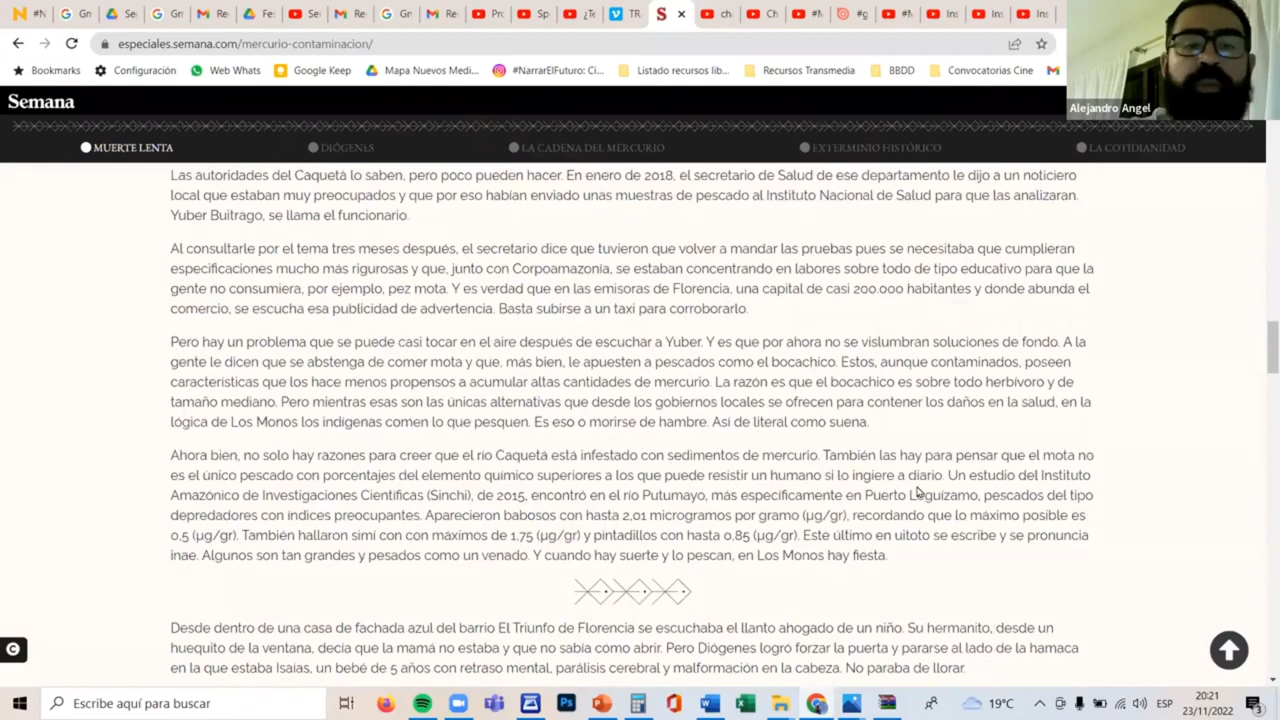 #N
Gn
Seg
Gn
Re
Fes
Se
Re
Gn
Re
Pro
Sp
¿Te
TR
ch
Ch
#M
#g
#M
Ins
Ins
Ins
especiales.semana.com/mercurio-contaminacion/
Bookmarks
Configuración
Web Whats
Google Keep
Mapa Nuevos Medi...
#NarrarElFuturo: Ci...
Listado recursos lib...
Recursos Transmedia
BBDD
Convocatorias Cine
Alejandro Angel
Semana
MUERTE LENTA
DIÓGENES
LA CADENA DEL MERCURIO
EXTERMINIO HISTÓRICO
LA COTIDIANIDAD
Las autoridades del Caquetá lo saben, pero poco pueden hacer. En enero de 2018, el secretario de Salud de ese departamento le dijo a un noticiero
local que estaban muy preocupados y que por eso habían enviado unas muestras de pescado al Instituto Nacional de Salud para que las analizaran.
Yuber Buitrago, se llama el funcionario.
Al consultarle por el tema tres meses después, el secretario dice que tuvieron que volver a mandar las pruebas pues se necesitaba que cumplieran
especificaciones mucho más rigurosas y que, junto con Corpoamazonía, se estaban concentrando en labores sobre todo de tipo educativo para que la
gente no consumiera, por ejemplo, pez mota. Y es verdad que en las emisoras de Florencia, una capital de casi 200.000 habitantes y donde abunda el
comercio, se escucha esa publicidad de advertencia. Basta subirse a un taxi para corroborarlo.
Pero hay un problema que se puede casi tocar en el aire después de escuchar a Yuber. Y es que por ahora no se vislumbran soluciones de fondo. A la
gente le dicen que se abstenga de comer mota y que, más bien, le apuesten a pescados como el bocachico. Estos, aunque contaminados, poseen
características que los hace menos propensos a acumular altas cantidades de mercurio. La razón es que el bocachico es sobre todo herbívoro y de
tamaño mediano. Pero mientras esas son las únicas alternativas que desde los gobiernos locales se ofrecen para contener los daños en la salud, en la
lógica de Los Monos los indígenas comen lo que pesquen. Es eso o morirse de hambre. Así de literal como suena.
Ahora bien, no solo hay razones para creer que el río Caquetá está infestado con sedimentos de mercurio. También las hay para pensar que el mota no
es el único pescado con porcentajes del elemento químico superiores a los que puede resistir un humano si lo ingiere a diario. Un estudio del Instituto
Amazónico de Investigaciones Científicas (Sinchi), de 2015, encontró en el río Putumayo, más específicamente en Puerto Leguízamo, pescados del tipo
depredadores con índices preocupantes. Aparecieron babosos con hasta 2,01 microgramos por gramo (μg/gr), recordando que lo máximo posible es
0,5 (μg/gr). También hallaron simí con con máximos de 1,75 (μg/gr) y pintadillos con hasta 0,85 (μg/gr). Este último en uitoto se escribe y se pronuncia
inae. Algunos son tan grandes y pesados como un venado. Y cuando hay suerte y lo pescan, en Los Monos hay fiesta.
Desde dentro de una casa de fachada azul del barrio El Triunfo de Florencia se escuchaba el llanto ahogado de un niño. Su hermanito, desde un
huequito de la ventana, decía que la mamá no estaba y que no sabía cómo abrir. Pero Diógenes logró forzar la puerta y pararse al lado de la hamaca
en la que estaba Isaías, un bebé de 5 años con retraso mental, parálisis cerebral y malformación en la cabeza. No paraba de llorar.
Escribe aquí para buscar
19°C
ESP
20:21
23/11/2022
3